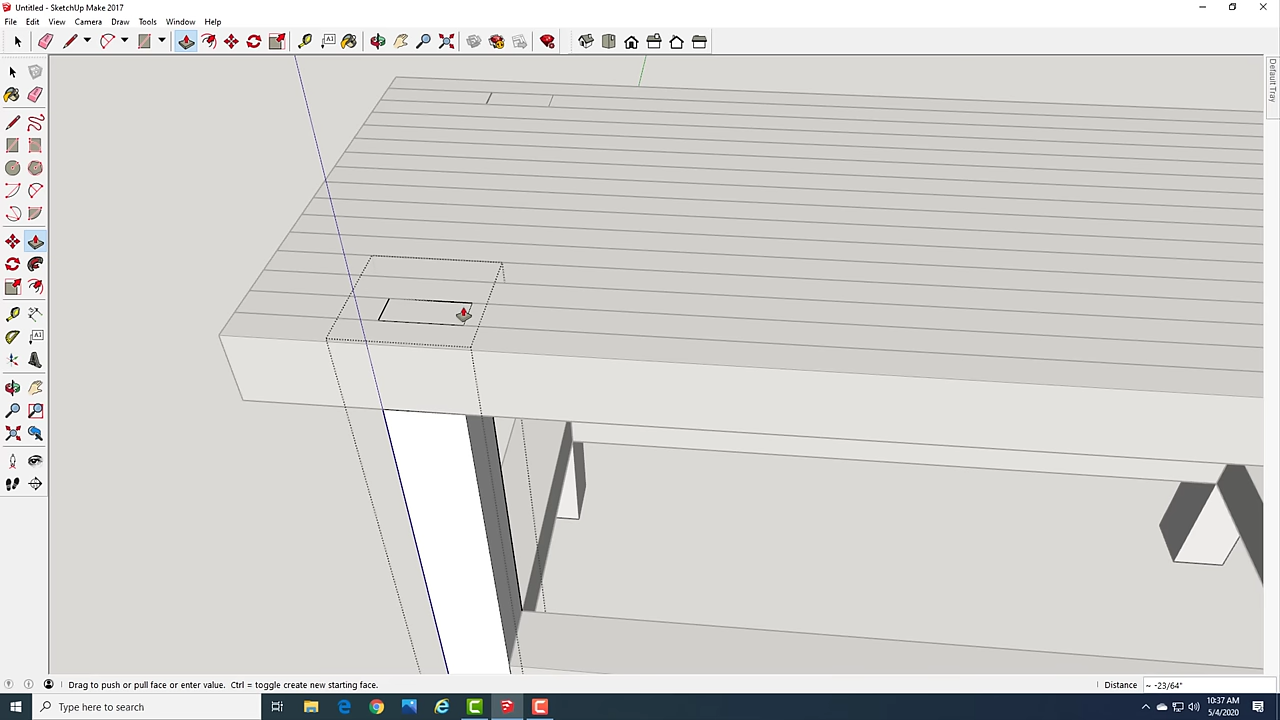 Untitled - SketchUp Make 2017
File Edit View Camera Draw Tools Window Help
Default Tray
Drag to push or pull face or enter value. Ctrl = toggle create new starting face.
Distance ~ -23/64"
Type here to search
10:37 AM
5/4/2020